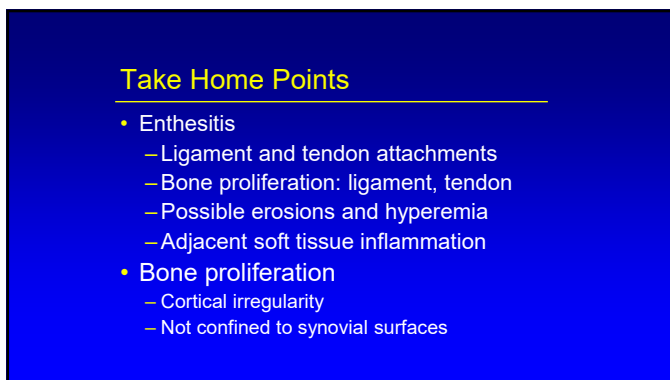 Take Home Points
• Enthesitis
– Ligament and tendon attachments
– Bone proliferation: ligament, tendon
– Possible erosions and hyperemia
– Adjacent soft tissue inflammation
• Bone proliferation
– Cortical irregularity
– Not confined to synovial surfaces